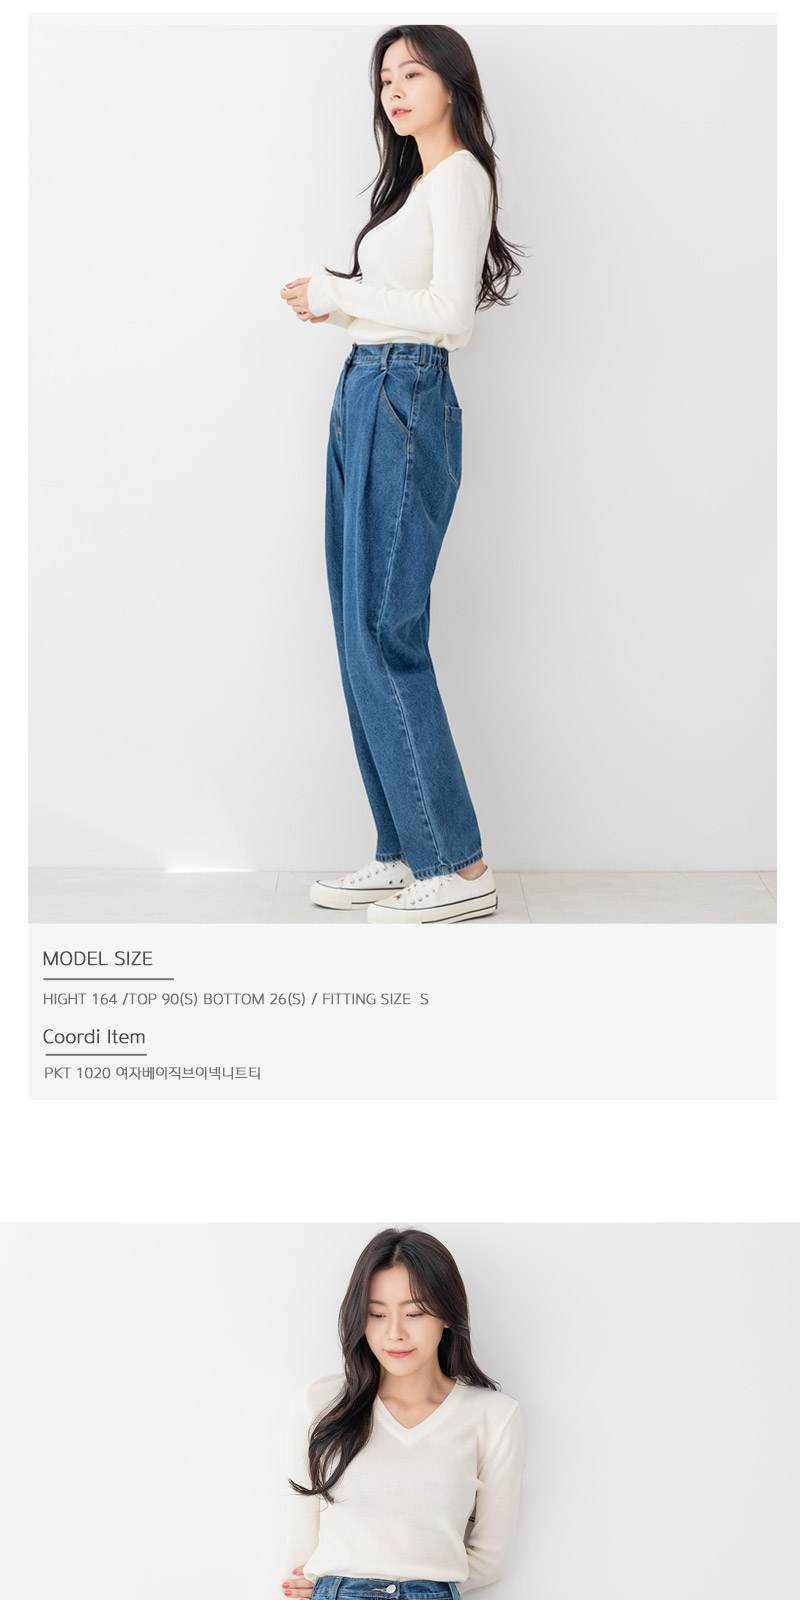 MODEL SIZE
HIGHT 164 /TOP 90(S) BOTTOM 26(S) / FITTING SIZE S
Coordi Item
PKT 1020 여자베이직브이넥니트티